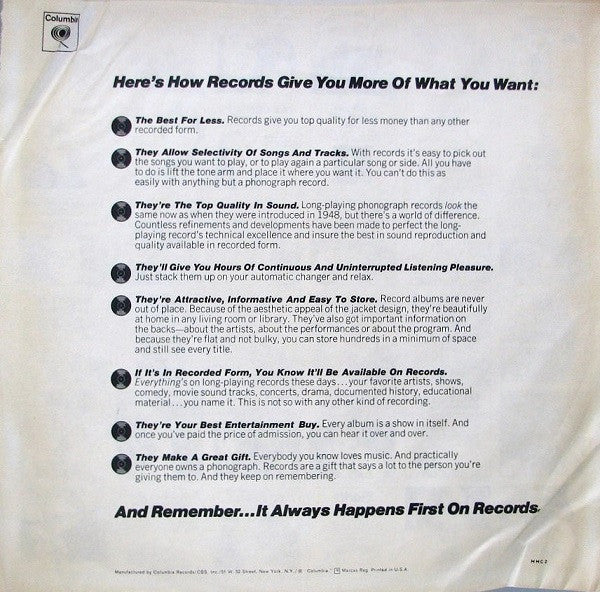 Columbia
Here's How Records Give You More Of What You Want:
The Best For Less. Records give you top quality for less money than any other
recorded form.
They Allow Selectivity Of Songs And Tracks. With records it's easy to pick out
the songs you want to play, or to play again a particular song or side. All you have
to do is lift the tone arm and place it where you want it. You can't do this as
easily with anything but a phonograph record.
They're The Top Quality In Sound. Long-playing phonograph records look the
same now as when they were introduced in 1948, but there's a world of difference.
Countless refinements and developments have been made to perfect the long-
playing record's technical excellence and insure the best in sound reproduction and
quality available in recorded form.
They'll Give You Hours Of Continuous And Uninterrupted Listening Pleasure.
Just stack them up on your automatic changer and relax.
They're Attractive, Informative And Easy To Store. Record albums are never
out of place. Because of the aesthetic appeal of the jacket design, they're beautifully
at home in any living room or library. They've also got important information on
the backs—about the artists, about the performances or about the program. And
because they're flat and not bulky, you can store hundreds in a minimum of space
and still see every title.
If It's In Recorded Form, You Know It'll Be Available On Records.
Everything's on long-playing records these days...your favorite artists, shows,
comedy, movie sound tracks, concerts, drama, documented history, educational
material...you name it. This is not so with any other kind of recording.
They're Your Best Entertainment Buy. Every album is a show in itself. And
once you've paid the price of admission, you can hear it over and over.
They Make A Great Gift. Everybody you know loves music. And practically
everyone owns a phonograph. Records are a gift that says a lot to the person you're
giving them to. And they keep on remembering.
And Remember...It Always Happens First On Records.
Manufactured by Columbia Records/CBS, Inc./51 W. 52 Street, New York, N.Y./® "Columbia," Marcas Reg. Printed in U.S.A.